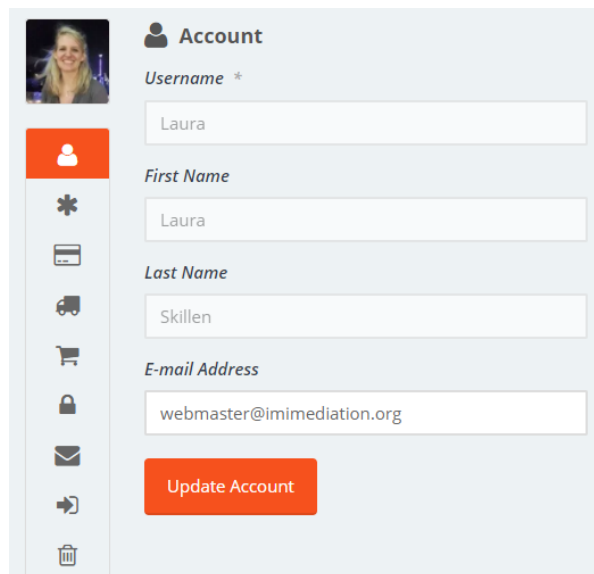 Account
Username *
Laura
First Name
Laura
Last Name
Skillen
E-mail Address
webmaster@imimediation.org
Update Account